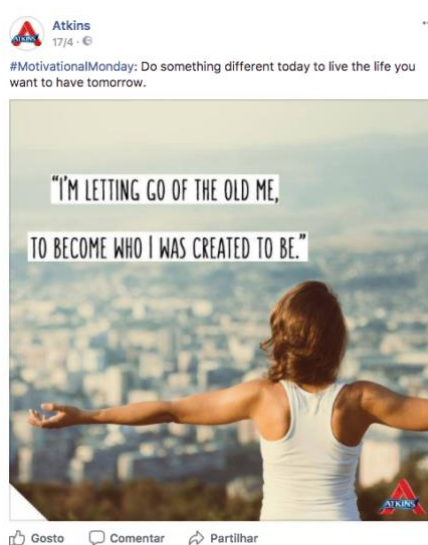 Atkins
17/4 ·
#MotivationalMonday: Do something different today to live the life you
want to have tomorrow.
"I'M LETTING GO OF THE OLD ME,
TO BECOME WHO I WAS CREATED TO BE."
ATKINS
Gosto Comentar Partilhar